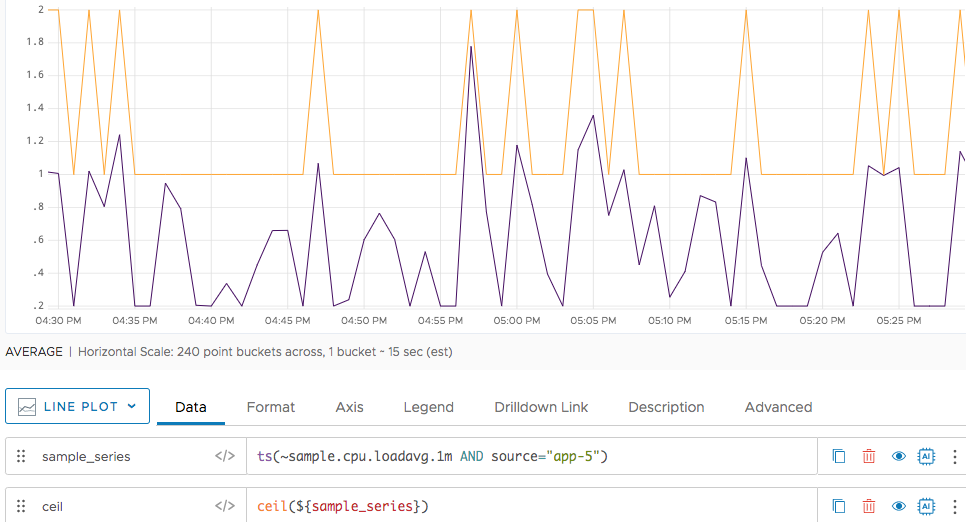 2
1.8
1.6
1.4
1.2
1
.8
.6
.4
.2
04:30 PM 04:35 PM 04:40 PM 04:45 PM 04:50 PM 04:55 PM 05:00 PM 05:05 PM 05:10 PM 05:15 PM 05:20 PM 05:25 PM
AVERAGE | Horizontal Scale: 240 point buckets across, 1 bucket ~ 15 sec (est)
LINE PLOT Data Format Axis Legend Drilldown Link Description Advanced
sample_series </> ts(~sample.cpu.loadavg.1m AND source="app-5") AI
ceil </> ceil(${sample_series}) AI